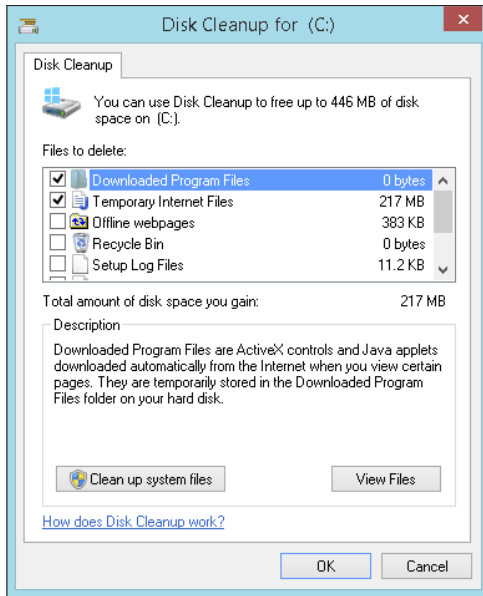 Disk Cleanup for (C:)
Disk Cleanup
You can use Disk Cleanup to free up to 446 MB of disk
space on (C:).
Files to delete:
Downloaded Program Files 0 bytes
Temporary Internet Files 217 MB
Offline webpages 383 KB
Recycle Bin 0 bytes
Setup Log Files 11.2 KB
Total amount of disk space you gain: 217 MB
Description
Downloaded Program Files are ActiveX controls and Java applets
downloaded automatically from the Internet when you view certain
pages. They are temporarily stored in the Downloaded Program
Files folder on your hard disk.
Clean up system files View Files
How does Disk Cleanup work?
OK Cancel